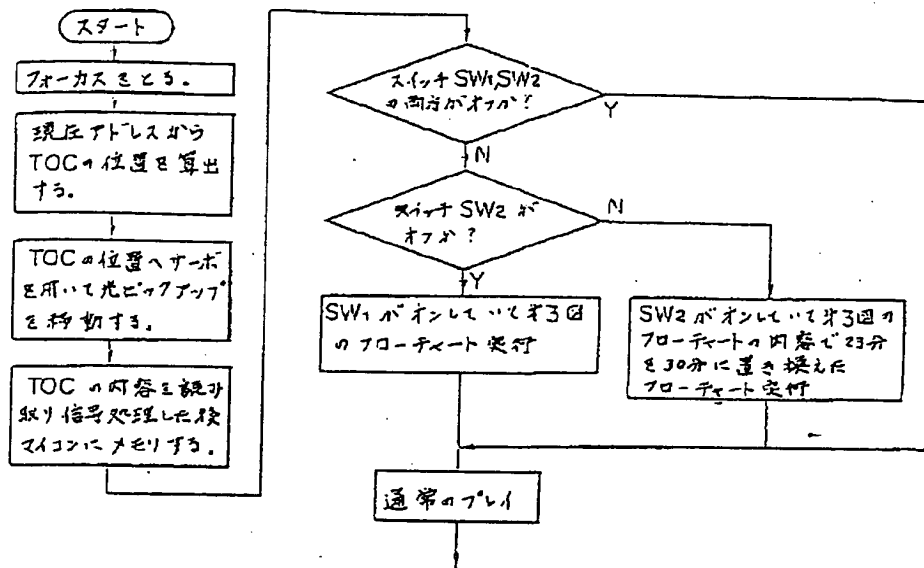 スタート
フォーカスをとる。
現在アドレスから
TOCの位置を算出
する。
TOCの位置へサーボ
を用いて光ピックアップ
を移動する。
TOCの内容を読み
取り信号処理した後
マイコンにメモリする。
スイッチSW1,SW2
の両方がオフか?
Y
N
スイッチSW2が
オフか?
N
Y
SW1がオンしていて第3図
のフローチャート実行
SW2がオンしていて第3図の
フローチャートの内容で23分
を30分に置き換えた
フローチャート実行
通常のプレイ